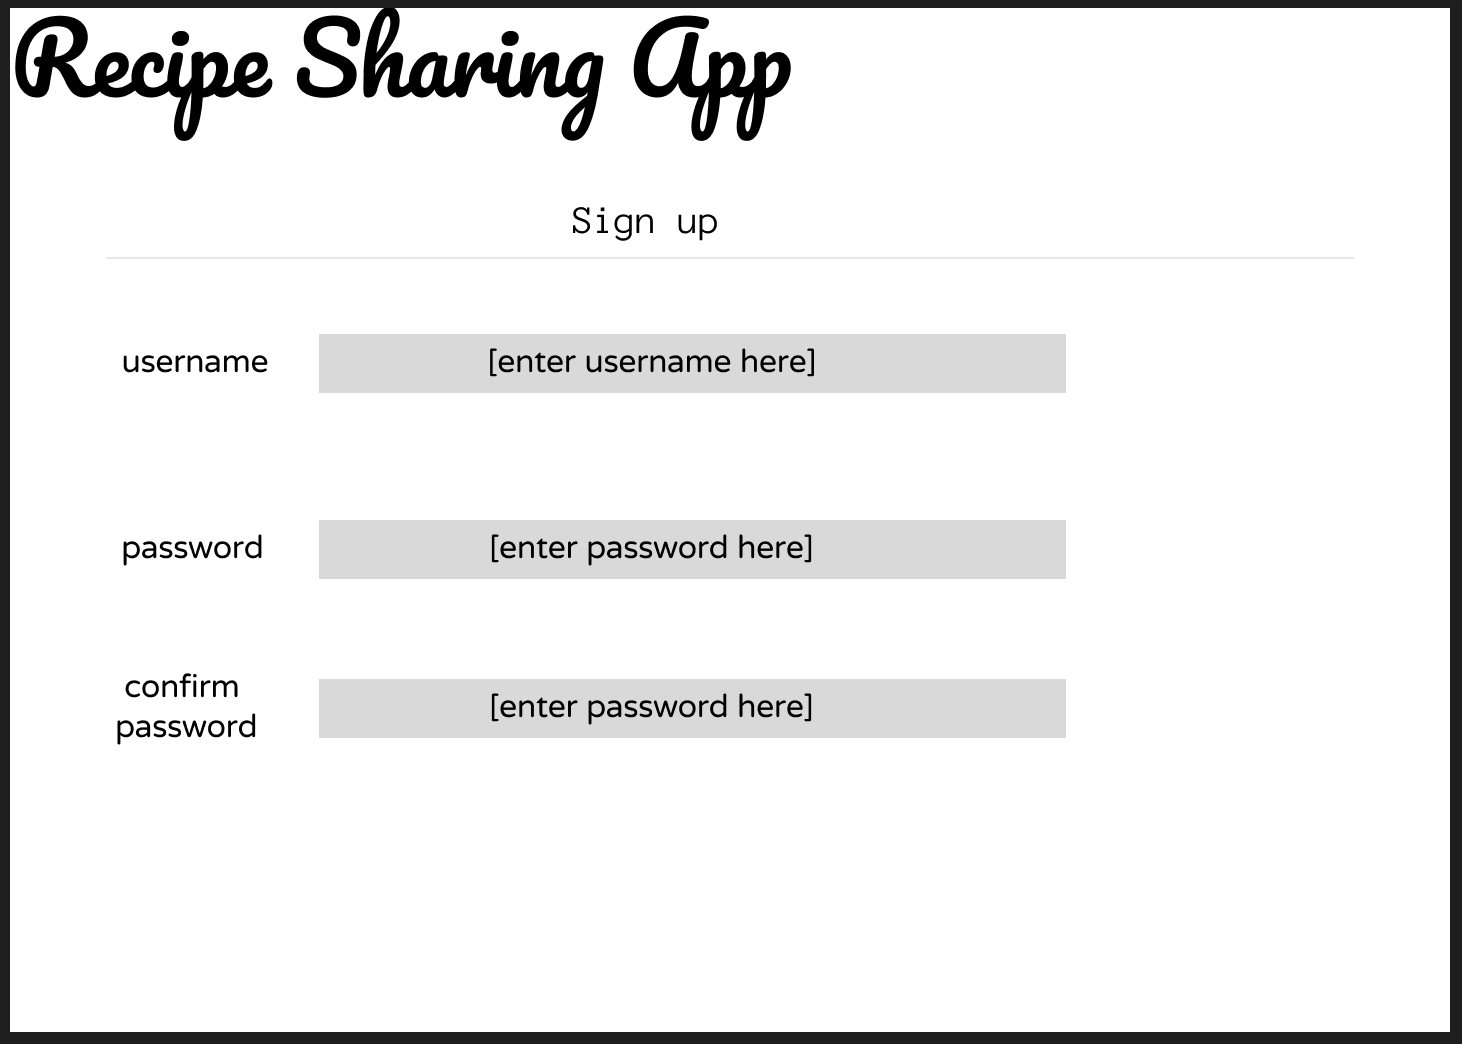 Recipe Sharing App
Sign up
username
[enter username here]
password
[enter password here]
confirm
password
[enter password here]